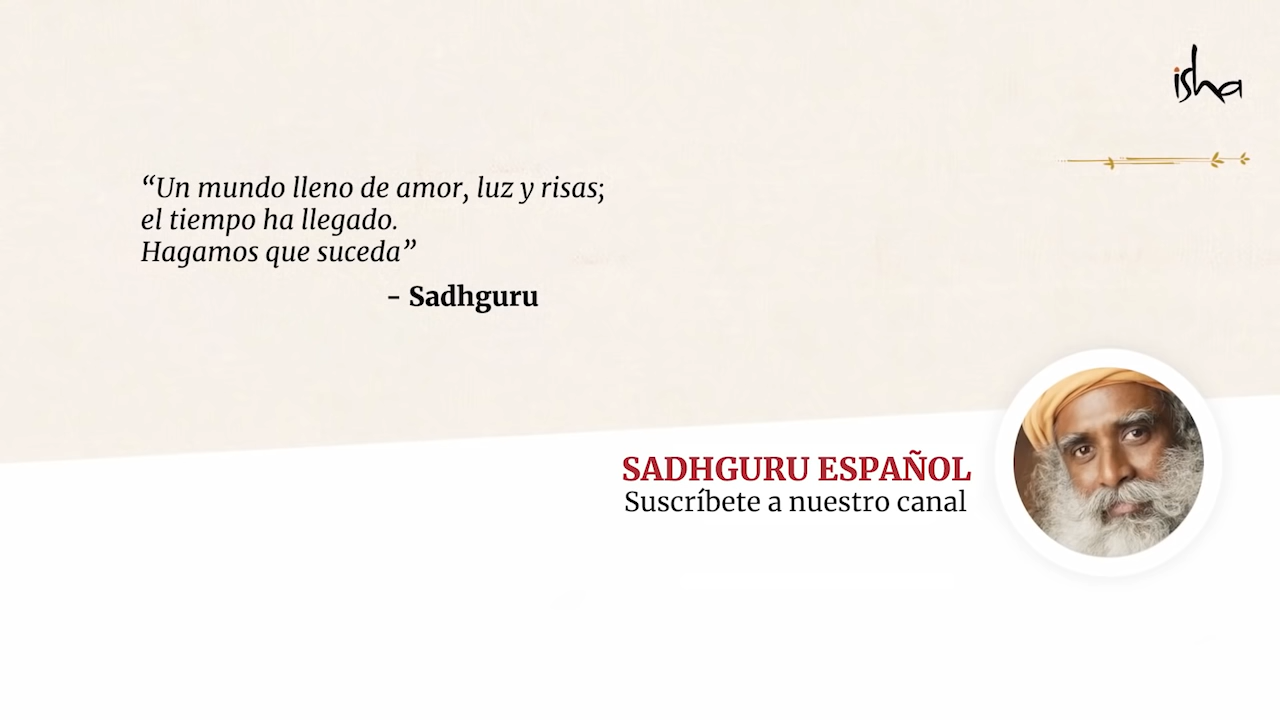 isha
“Un mundo lleno de amor, luz y risas;
el tiempo ha llegado.
Hagamos que suceda”
- Sadhguru
SADHGURU ESPAÑOL
Suscríbete a nuestro canal